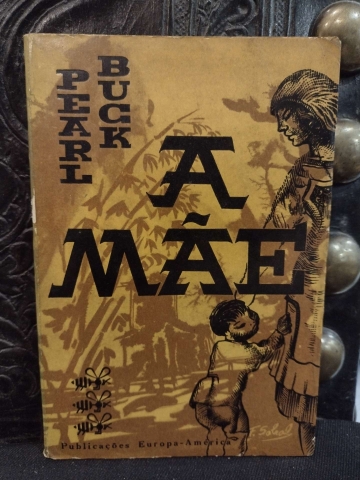 PEARL
BUCK
A
MÃE
Publicações Europa-América